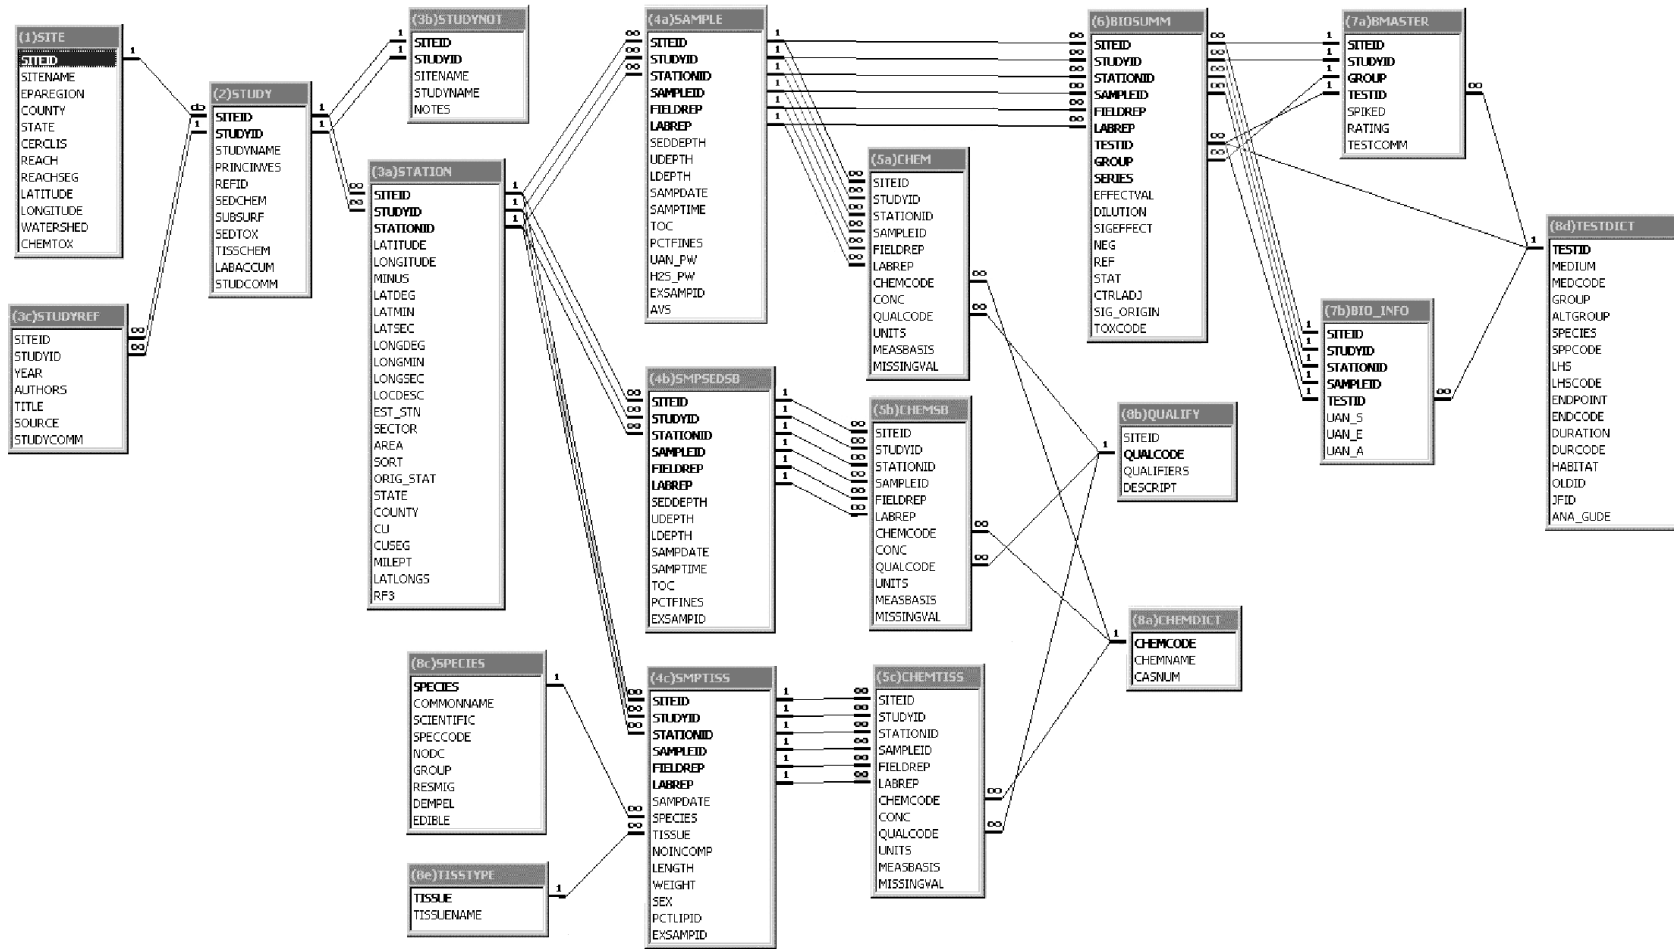 (1)SITE
SITEID
SITENAME
EPAREGION
COUNTY
STATE
CERCLIS
REACH
REACHSEG
LATITUDE
LONGITUDE
WATERSHED
CHEMTOX
(2)STUDY
SITEID
STUDYID
STUDYNAME
PRINCINVES
REFID
SEDCHEM
SUBSURF
SEDTOX
TISSCHEM
LABACCUM
STUDCOMM
(3c)STUDYREF
SITEID
STUDYID
YEAR
AUTHORS
TITLE
SOURCE
STUDYCOMM
(3b)STUDYNOT
SITEID
STUDYID
SITENAME
STUDYNAME
NOTES
(3a)STATION
SITEID
STUDYID
STATIONID
LATITUDE
LONGITUDE
MINUS
LATDEG
LATMIN
LATSEC
LONGDEG
LONGMIN
LONGSEC
LOCDESC
EST_STN
SECTOR
AREA
SORT
ORIG_STAT
STATE
COUNTY
CU
CUSEG
MILEPT
LATLONGS
RF3
(8c)SPECIES
SPECIES
COMMONNAME
SCIENTIFIC
SPECCODE
NODC
GROUP
RESMIG
DEMPEL
EDIBLE
(8e)TISSTYPE
TISSUE
TISSUENAME
(4a)SAMPLE
SITEID
STUDYID
STATIONID
SAMPLEID
FIELDREP
LABREP
SEDDEPTH
UDEPTH
LDEPTH
SAMPDATE
SAMPTIME
TOC
PCTFINES
UAN_PW
H2S_PW
EXSAMPID
AVS
(4b)SMPSEDSB
SITEID
STUDYID
STATIONID
SAMPLEID
FIELDREP
LABREP
SEDDEPTH
UDEPTH
LDEPTH
SAMPDATE
SAMPTIME
TOC
PCTFINES
EXSAMPID
(4c)SMPTISS
SITEID
STUDYID
STATIONID
SAMPLEID
FIELDREP
LABREP
SAMPDATE
SPECIES
TISSUE
NOINCOMP
LENGTH
WEIGHT
SEX
PCTLIPID
EXSAMPID
(5a)CHEM
SITEID
STUDYID
STATIONID
SAMPLEID
FIELDREP
LABREP
CHEMCODE
CONC
QUALCODE
UNITS
MEASBASIS
MISSINGVAL
(5b)CHEMSB
SITEID
STUDYID
STATIONID
SAMPLEID
FIELDREP
LABREP
CHEMCODE
CONC
QUALCODE
UNITS
MEASBASIS
MISSINGVAL
(5c)CHEMTISS
SITEID
STUDYID
STATIONID
SAMPLEID
FIELDREP
LABREP
CHEMCODE
CONC
QUALCODE
UNITS
MEASBASIS
MISSINGVAL
(6)BIOSUMM
SITEID
STUDYID
STATIONID
SAMPLEID
FIELDREP
LABREP
TESTID
GROUP
SERIES
EFFECTVAL
DILUTION
SIGEFFECT
NEG
REF
STAT
CTRLADJ
SIG_ORIGIN
TOXCODE
(8b)QUALIFY
SITEID
QUALCODE
QUALIFIERS
DESCRIPT
(8a)CHEMDICT
CHEMCODE
CHEMNAME
CASNUM
(7a)BMASTER
SITEID
STUDYID
GROUP
TESTID
SPIKED
RATING
TESTCOMM
(7b)BIO_INFO
SITEID
STUDYID
STATIONID
SAMPLEID
TESTID
UAN_S
UAN_E
UAN_A
(8d)TESTDICT
TESTID
MEDIUM
MEDCODE
GROUP
ALTGROUP
SPECIES
SPPCODE
LHS
LHSCODE
ENDPOINT
ENDCODE
DURATION
DURCODE
HABITAT
OLDID
JFID
ANA_GUDE